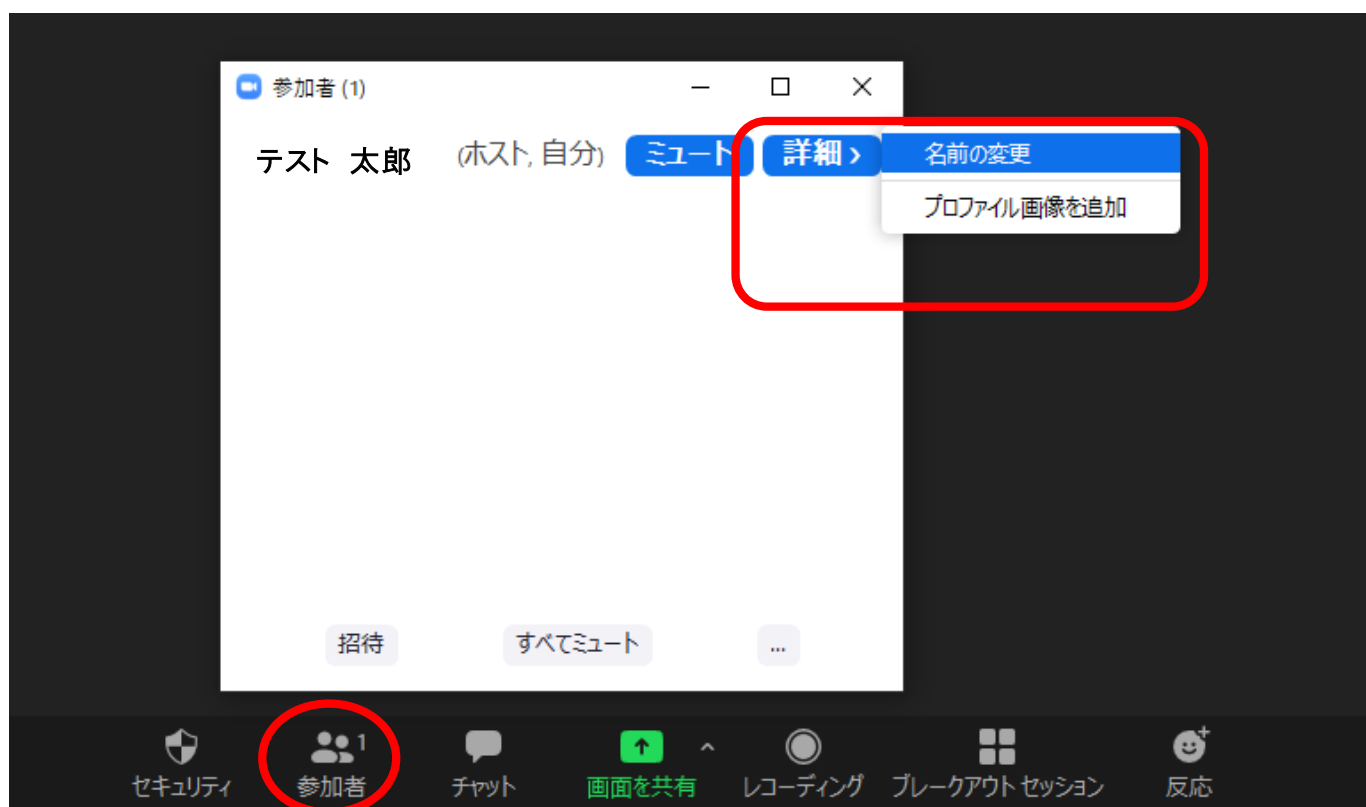 参加者 (1)
テスト 太郎 (ホスト, 自分) ミュート 詳細 › 名前の変更
プロファイル画像を追加
招待 すべてミュート ...
1
セキュリティ 参加者 チャット 画面を共有 レコーディング ブレークアウト セッション 反応